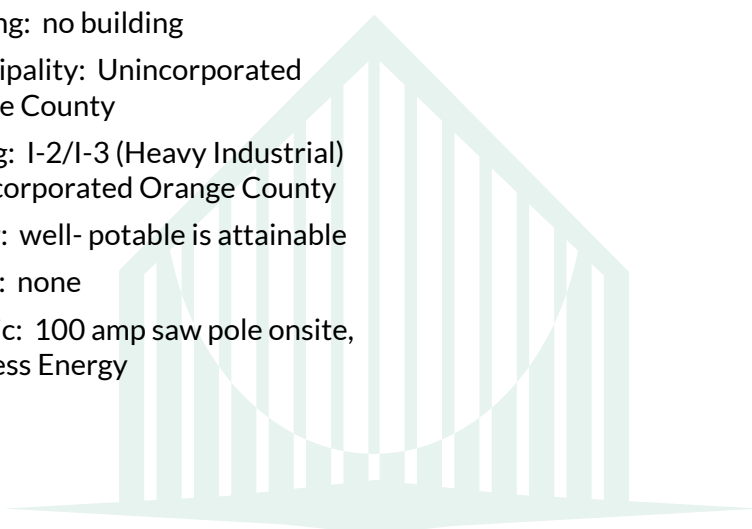 ng: no building
ipality: Unincorporated
e County
g: I-2/I-3 (Heavy Industrial)
corporated Orange County
: well- potable is attainable
: none
ic: 100 amp saw pole onsite,
ess Energy